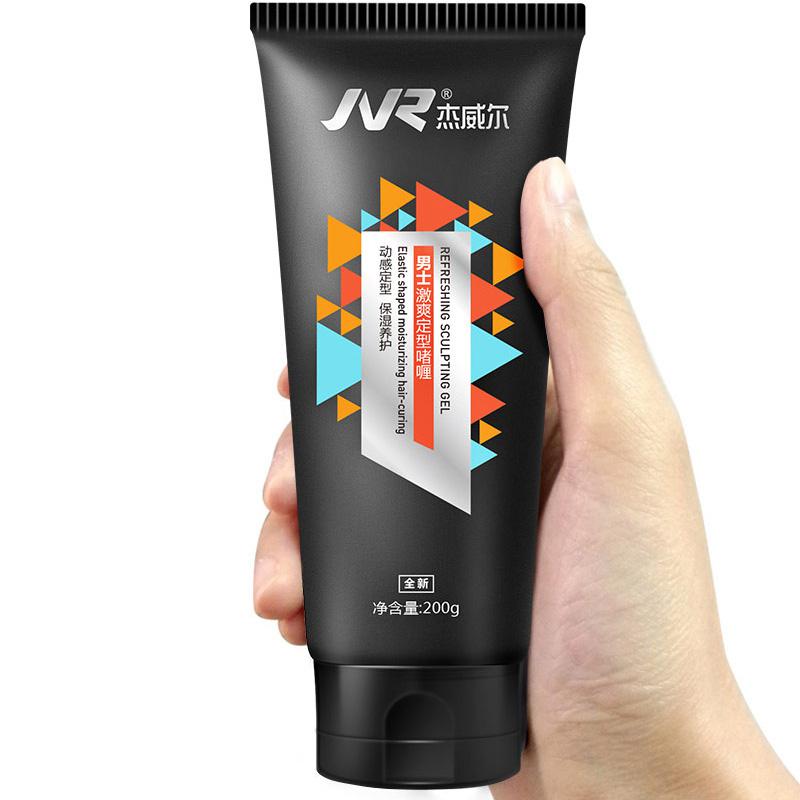 JVR® 杰威尔
REFRESHING SCULPTING GEL
男士激爽定型啫喱
Elastic shaped moisturizing hair-curing
动感定型 保湿养护
全新
净含量:200g